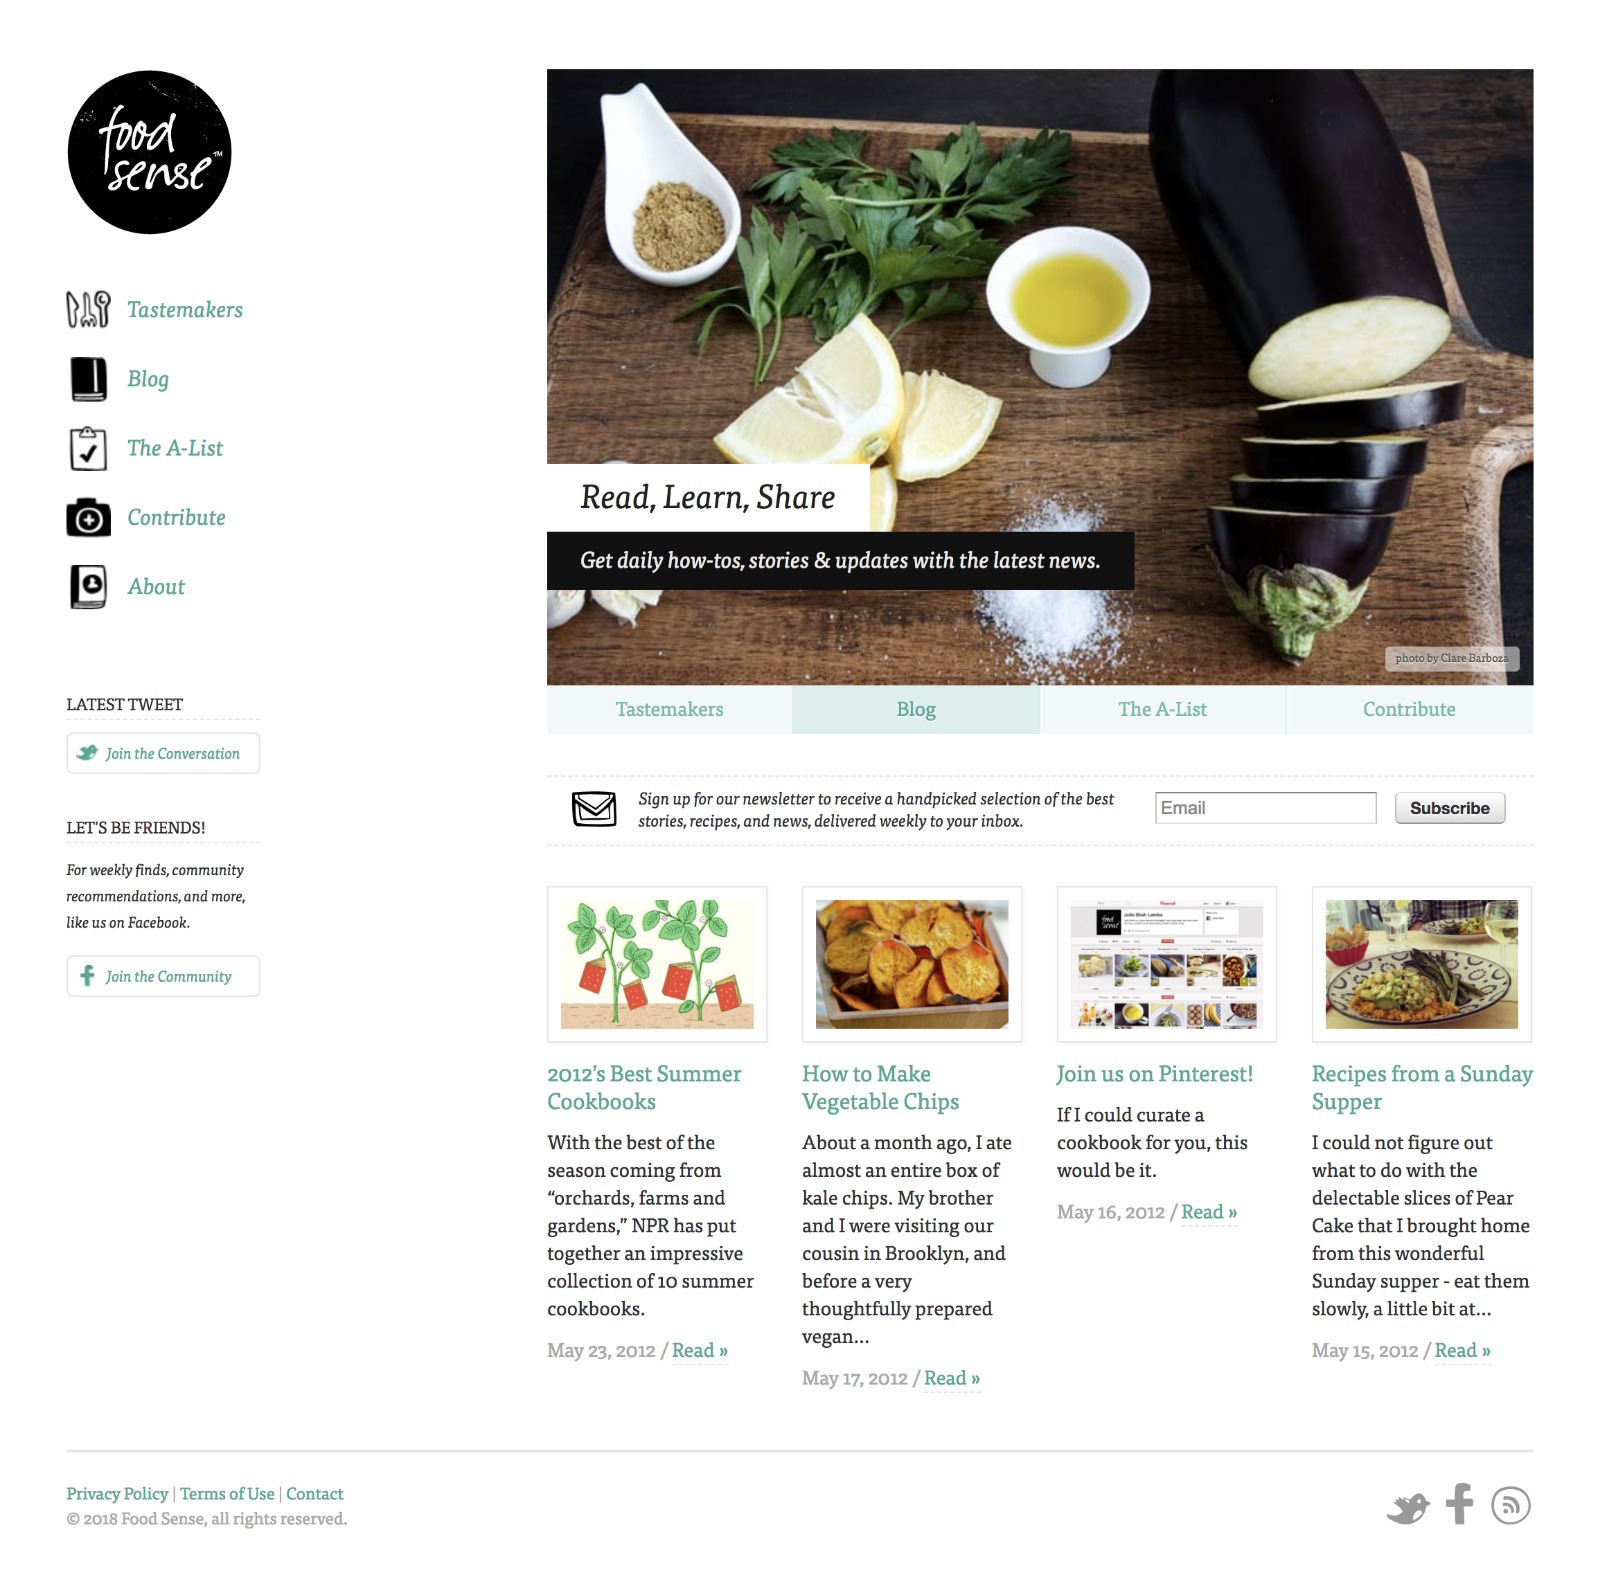 food
sense™
Tastemakers
Blog
The A-List
Contribute
About
LATEST TWEET
Join the Conversation
LET'S BE FRIENDS!
For weekly finds, community
recommendations, and more,
like us on Facebook.
Join the Community
Read, Learn, Share
Get daily how-tos, stories & updates with the latest news.
photo by Clare Barboza
Tastemakers
Blog
The A-List
Contribute
Sign up for our newsletter to receive a handpicked selection of the best
stories, recipes, and news, delivered weekly to your inbox.
Email
Subscribe
2012's Best Summer
Cookbooks
With the best of the
season coming from
“orchards, farms and
gardens,” NPR has put
together an impressive
collection of 10 summer
cookbooks.
May 23, 2012 / Read »
How to Make
Vegetable Chips
About a month ago, I ate
almost an entire box of
kale chips. My brother
and I were visiting our
cousin in Brooklyn, and
before a very
thoughtfully prepared
vegan...
May 17, 2012 / Read »
Pinterest
Julie Shah Lamba
food
sense
Join us on Pinterest!
If I could curate a
cookbook for you, this
would be it.
May 16, 2012 / Read »
Recipes from a Sunday
Supper
I could not figure out
what to do with the
delectable slices of Pear
Cake that I brought home
from this wonderful
Sunday supper - eat them
slowly, a little bit at...
May 15, 2012 / Read »
Privacy Policy | Terms of Use | Contact
© 2018 Food Sense, all rights reserved.